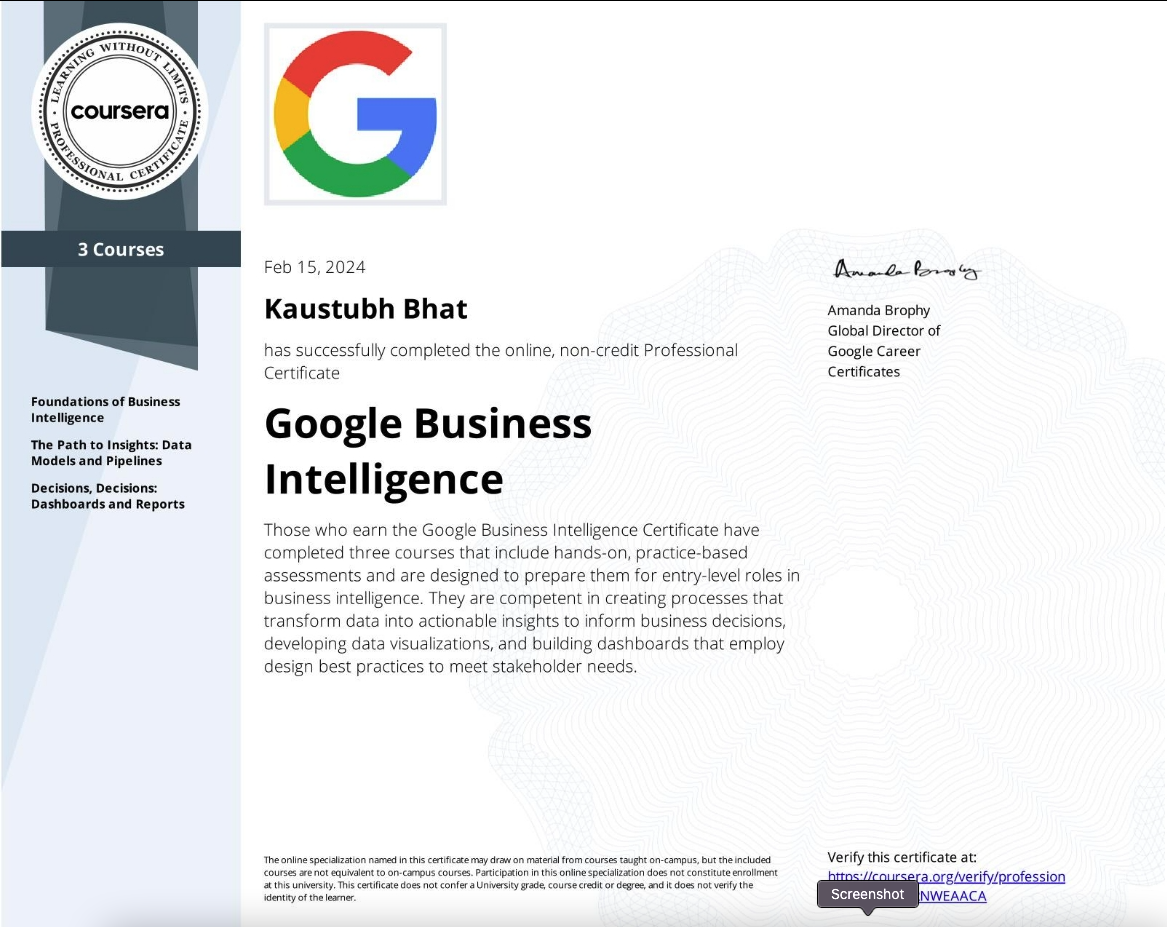 LEARNING WITHOUT LIMITS
coursera
PROFESSIONAL CERTIFICATE
3 Courses
Foundations of Business
Intelligence
The Path to Insights: Data
Models and Pipelines
Decisions, Decisions:
Dashboards and Reports
Feb 15, 2024
Kaustubh Bhat
has successfully completed the online, non-credit Professional
Certificate
Google Business
Intelligence
Those who earn the Google Business Intelligence Certificate have
completed three courses that include hands-on, practice-based
assessments and are designed to prepare them for entry-level roles in
business intelligence. They are competent in creating processes that
transform data into actionable insights to inform business decisions,
developing data visualizations, and building dashboards that employ
design best practices to meet stakeholder needs.
Amanda Brophy
Amanda Brophy
Global Director of
Google Career
Certificates
The online specialization named in this certificate may draw on material from courses taught on-campus, but the included
courses are not equivalent to on-campus courses. Participation in this online specialization does not constitute enrollment
at this university. This certificate does not confer a University grade, course credit or degree, and it does not verify the
identity of the learner.
Verify this certificate at:
https://coursera.org/verify/profession
NWEAACA
Screenshot